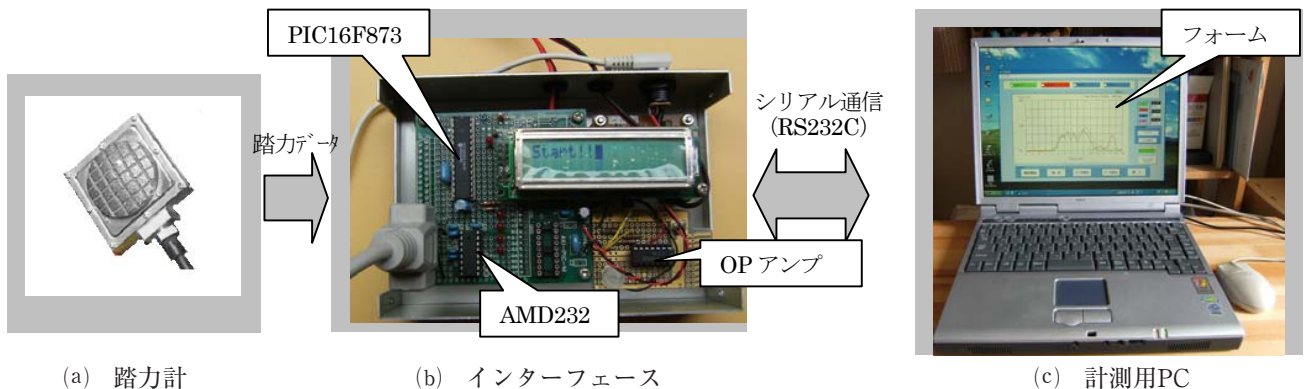 PIC16F873
フォーム
シリアル通信
(RS232C)
踏力データ
Start!!
OP アンプ
AMD232
(a) 踏力計
(b) インターフェース
(c) 計測用PC